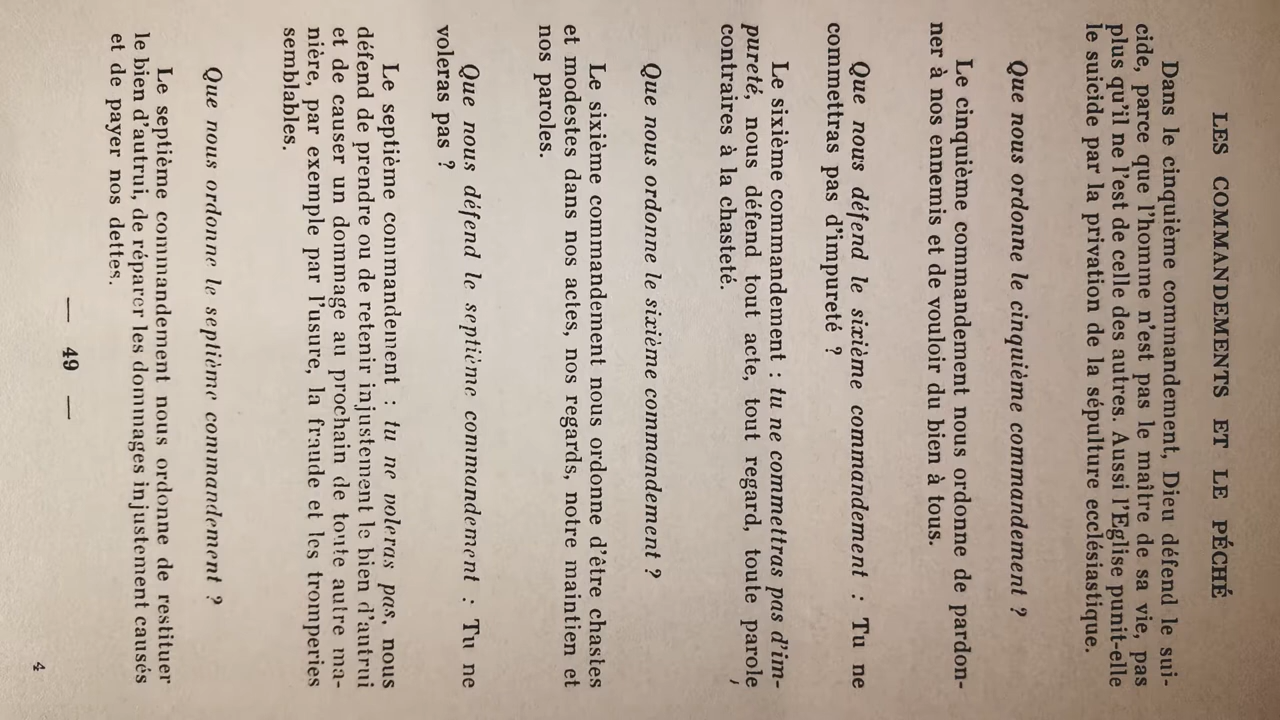 LES COMMANDEMENTS ET LE PÉCHÉ
Dans le cinquième commandement, Dieu défend le sui-
cide, parce que l'homme n'est pas le maître de sa vie, pas
plus qu'il ne l'est de celle des autres. Aussi l'Eglise punit-elle
le suicide par la privation de la sépulture ecclésiastique.
Que nous ordonne le cinquième commandement ?
Le cinquième commandement nous ordonne de pardon-
ner à nos ennemis et de vouloir du bien à tous.
Que nous défend le sixième commandement : Tu ne
commettras pas d'impureté ?
Le sixième commandement : tu ne commettras pas d'im-
pureté, nous défend tout acte, tout regard, toute parole
contraires à la chasteté.
Que nous ordonne le sixième commandement ?
Le sixième commandement nous ordonne d'être chastes
et modestes dans nos actes, nos regards, notre maintien et
nos paroles.
Que nous défend le septième commandement : Tu ne
voleras pas ?
Le septième commandement : tu ne voleras pas, nous
défend de prendre ou de retenir injustement le bien d'autrui
et de causer un dommage au prochain de toute autre ma-
nière, par exemple par l'usure, la fraude et les tromperies
semblables.
Que nous ordonne le septième commandement ?
Le septième commandement nous ordonne de restituer
le bien d'autrui, de réparer les dommages injustement causés
et de payer nos dettes.
— 49 —
4